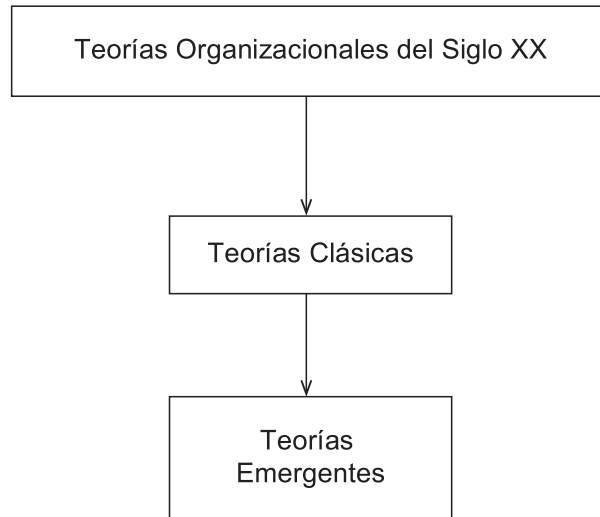 Teorías Organizacionales del Siglo XX
Teorías Clásicas
Teorías
Emergentes